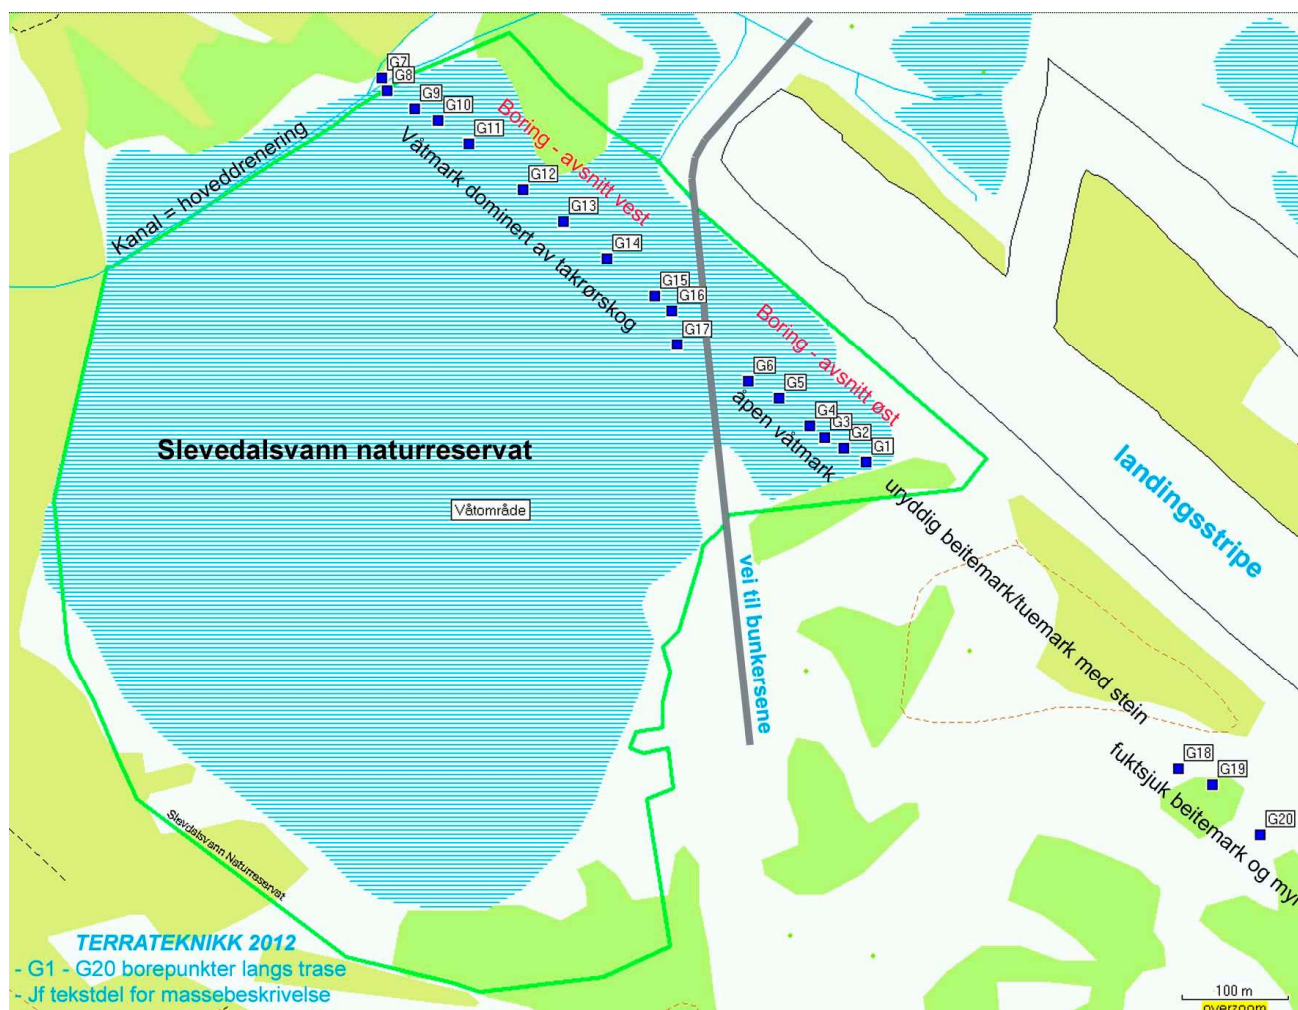 G7
G8
G9
G10
G11
G12
G13
G14
G15
G16
G17
Boring - avsnitt vest
Våtmark dominert av takrørskog
Kanal = hoveddrenering
G6
G5
G4
G3
G2
G1
Boring - avsnitt øst
åpen våtmark
Slevedalsvann naturreservat
Våtområde
landingsstripe
uryddig beitemark/tuemark med stein
vei til bunkersene
G18
G19
G20
fuktsjuk beitemark og myr
Slevdalsvann Naturreservat
TERRATEKNIKK 2012
- G1 - G20 borepunkter langs trase
- Jf tekstdel for massebeskrivelse
100 m
overzoom